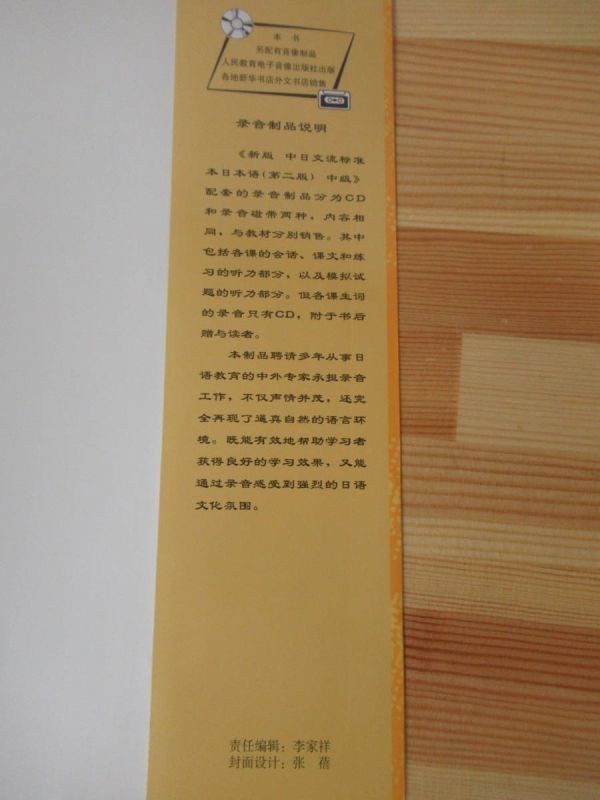 本 书
另配有音像制品
人民教育电子音像出版社出版
各地新华书店外文书店销售
录音制品说明
《新版 中日交流标准
本日本语(第二版) 中级》
配套的录音制品分为CD
和录音磁带两种，内容相
同，与教材分别销售。其中
包括各课的会话、课文和练
习的听力部分，以及模拟试
题的听力部分。但各课生词
的录音只有CD，附于书后
赠与读者。
本制品聘请多年从事日
语教育的中外专家承担录音
工作，不仅声情并茂，还完
全再现了逼真自然的语言环
境。既能有效地帮助学习者
获得良好的学习效果，又能
通过录音感受到强烈的日语
文化氛围。
责任编辑：李家祥
封面设计：张 蓓